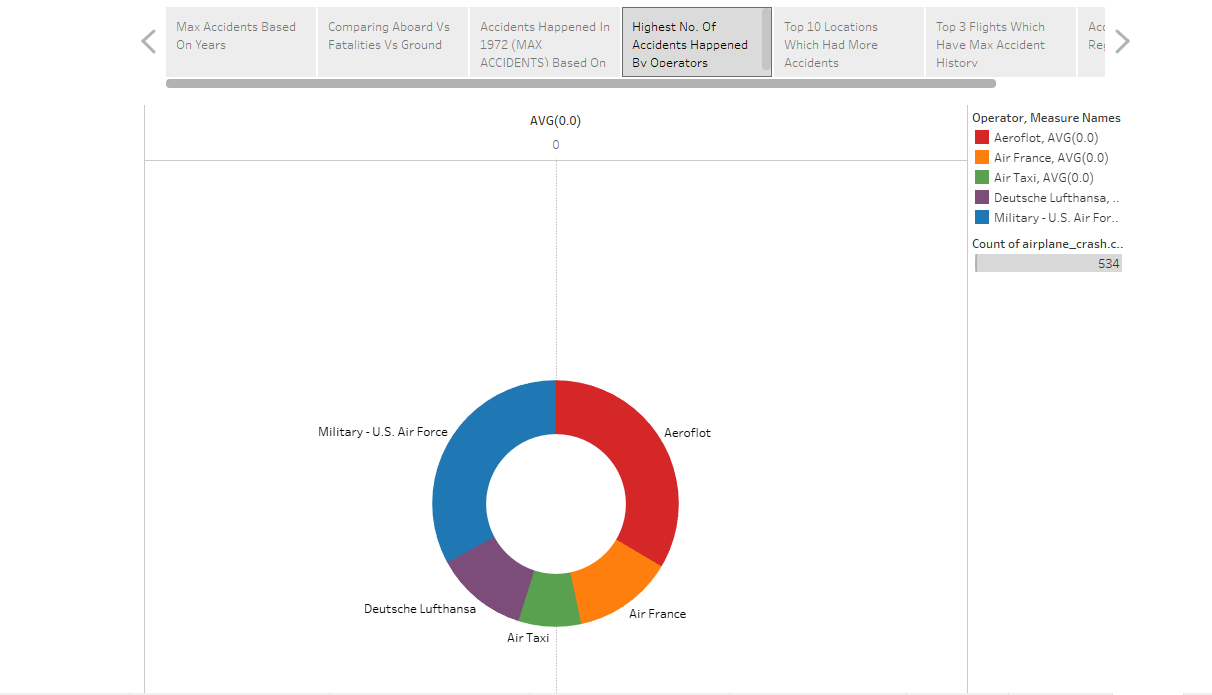 Max Accidents Based
On Years
Comparing Aboard Vs
Fatalities Vs Ground
Accidents Happened In
1972 (MAX
ACCIDENTS) Based On
Highest No. Of
Accidents Happened
By Operators
Top 10 Locations
Which Had More
Accidents
Top 3 Flights Which
Have Max Accident
History
AVG(0.0)
0
Operator, Measure Names
Aeroflot, AVG(0.0)
Air France, AVG(0.0)
Air Taxi, AVG(0.0)
Deutsche Lufthansa, ..
Military - U.S. Air For..
Count of airplane_crash.c..
534
Military - U.S. Air Force
Aeroflot
Deutsche Lufthansa
Air France
Air Taxi